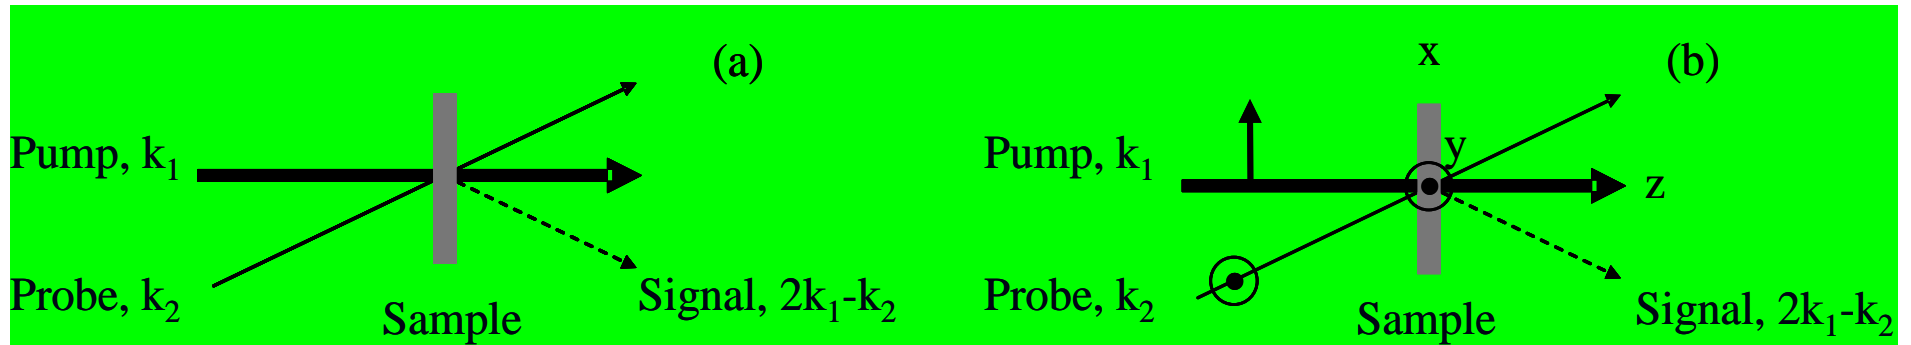 (a)
Pump, k₁
Probe, k₂
Signal, 2k₁-k₂
Sample
x
(b)
Pump, k₁
y
z
Probe, k₂
Signal, 2k₁-k₂
Sample